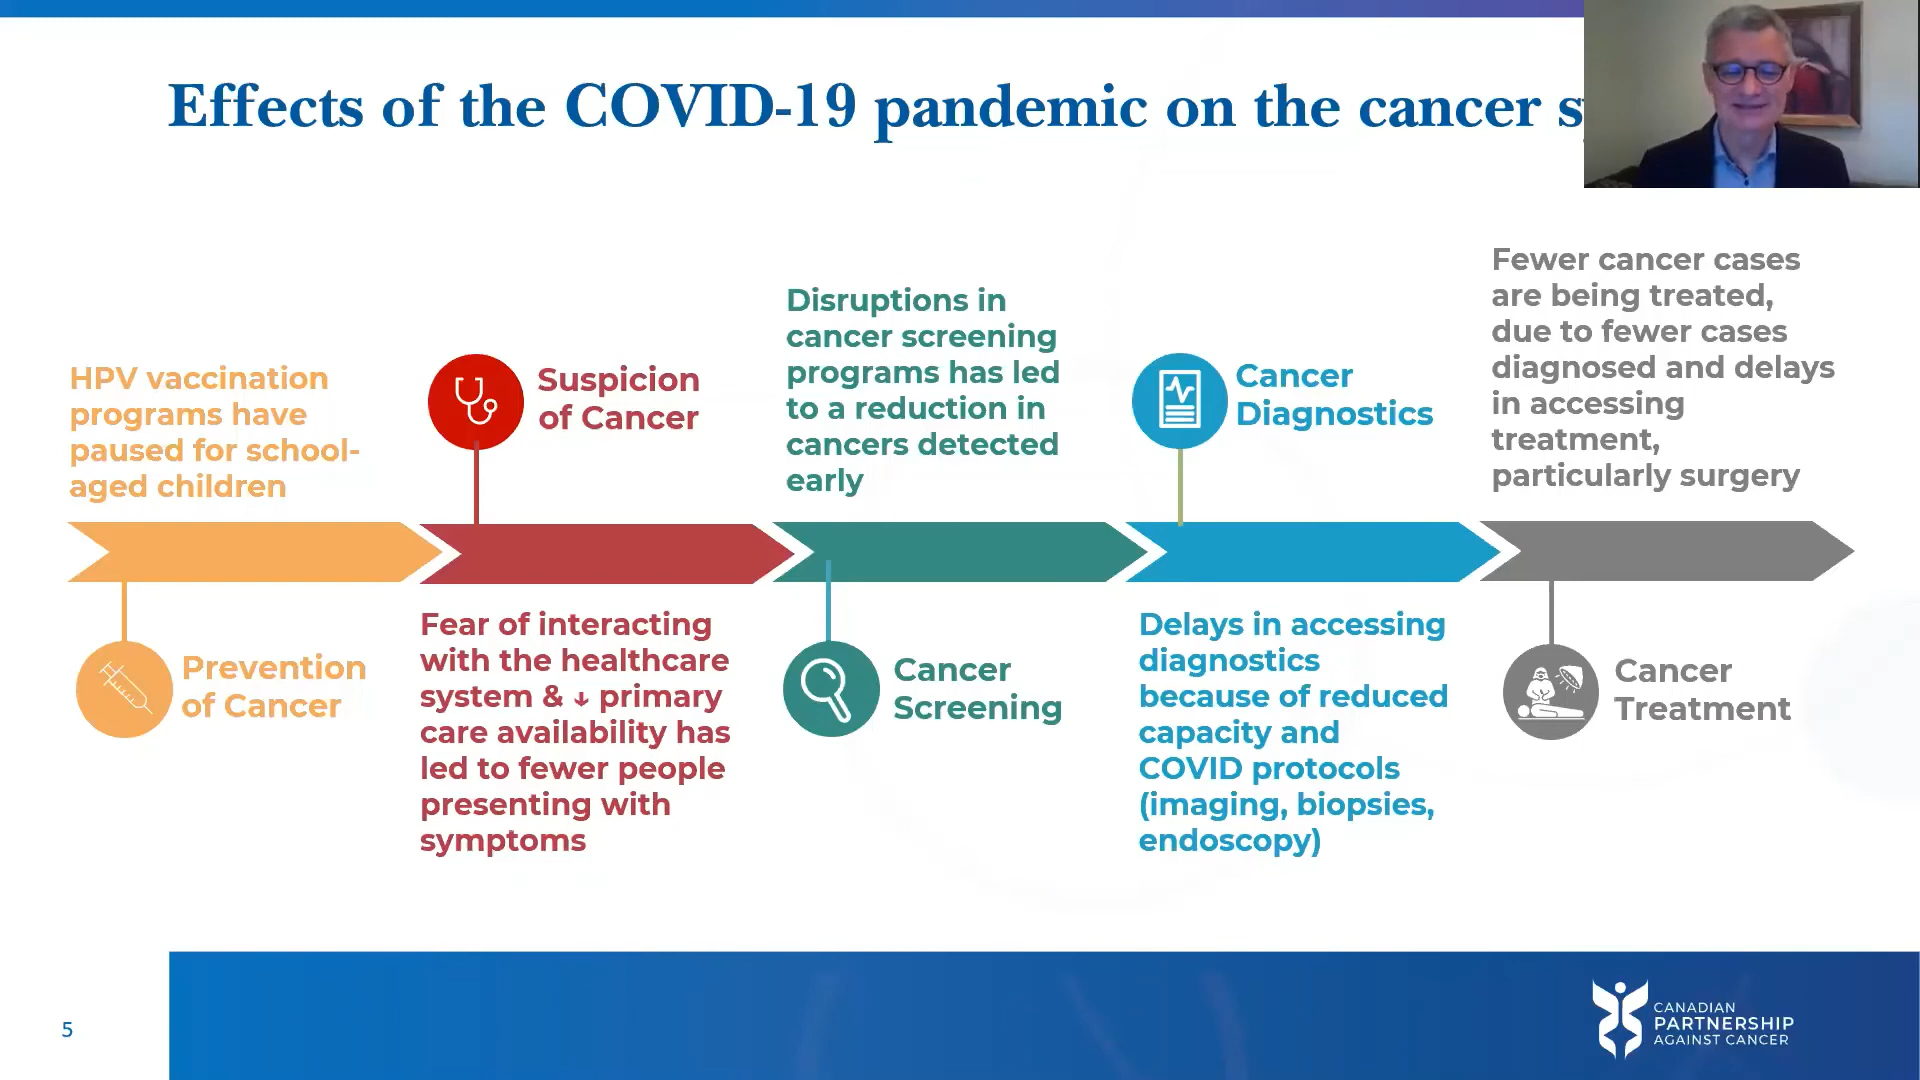 Effects of the COVID-19 pandemic on the cancer
HPV vaccination
programs have
paused for school-
aged children
Prevention
of Cancer
Suspicion
of Cancer
Fear of interacting
with the healthcare
system & ↓ primary
care availability has
led to fewer people
presenting with
symptoms
Disruptions in
cancer screening
programs has led
to a reduction in
cancers detected
early
Cancer
Screening
Cancer
Diagnostics
Delays in accessing
diagnostics
because of reduced
capacity and
COVID protocols
(imaging, biopsies,
endoscopy)
Fewer cancer cases
are being treated,
due to fewer cases
diagnosed and delays
in accessing
treatment,
particularly surgery
Cancer
Treatment
5
CANADIAN
PARTNERSHIP
AGAINST CANCER